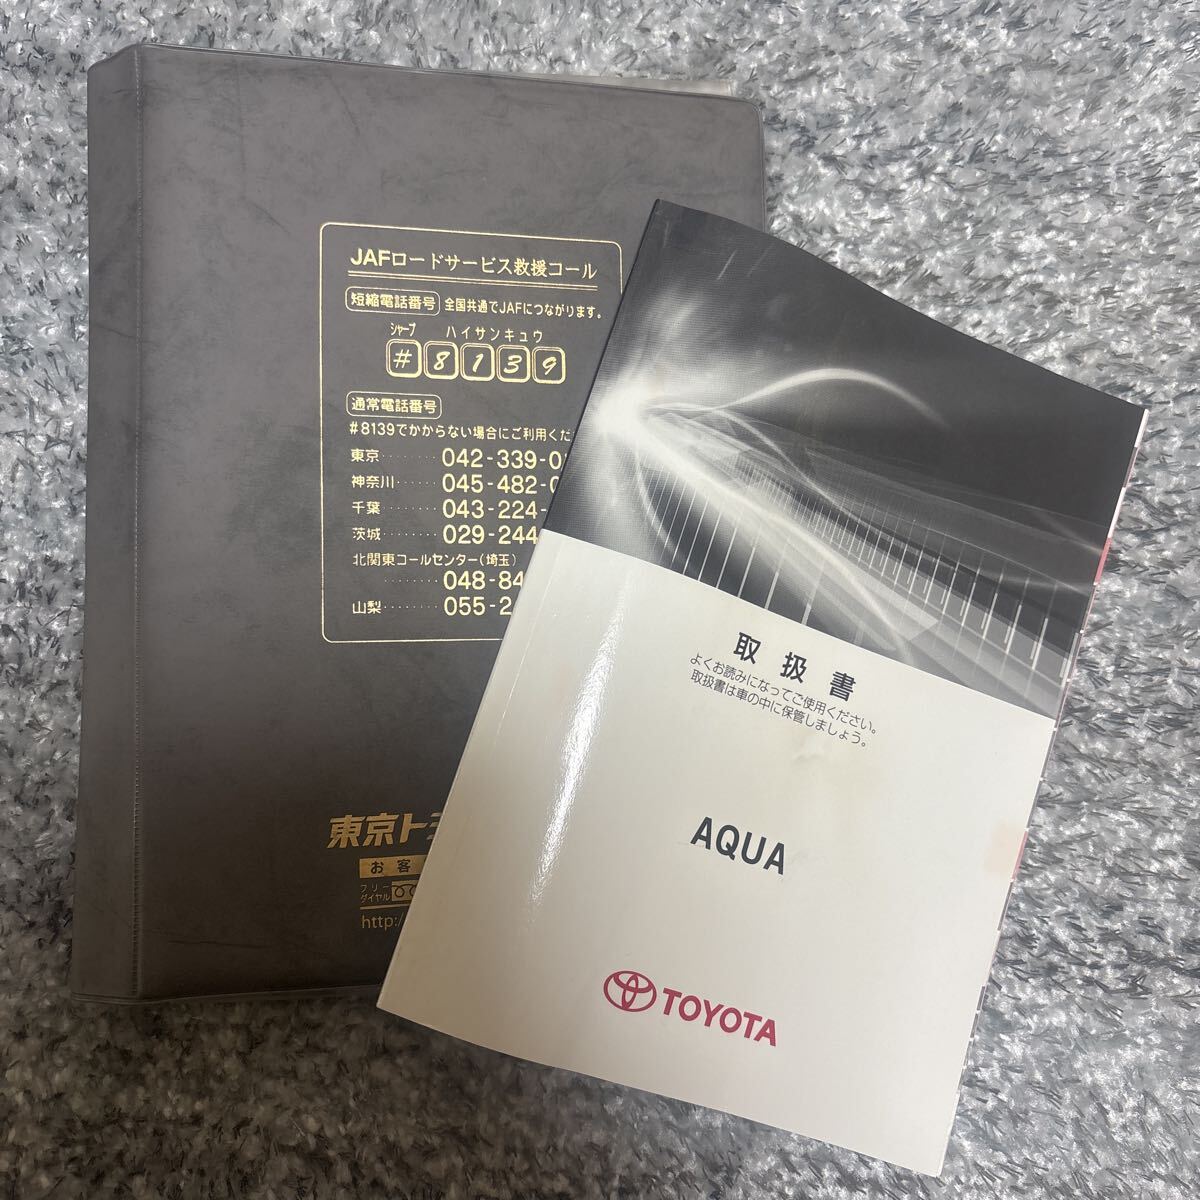 JAFロードサービス救援コール
短縮電話番号 全国共通でJAFにつながります。
シャープ ハイサンキュウ
# 8 1 3 9
通常電話番号
#8139でかからない場合にご利用くだ
東京········ 042-339-0
神奈川······ 045-482-0
千葉········ 043-224-
茨城········ 029-244-
北関東コールセンター(埼玉)
········ 048-84
山梨········ 055-2
東京ト
お客
フリーダイヤル
http:/
取扱書
よくお読みになってご使用ください。
取扱書は車の中に保管しましょう。
AQUA
TOYOTA